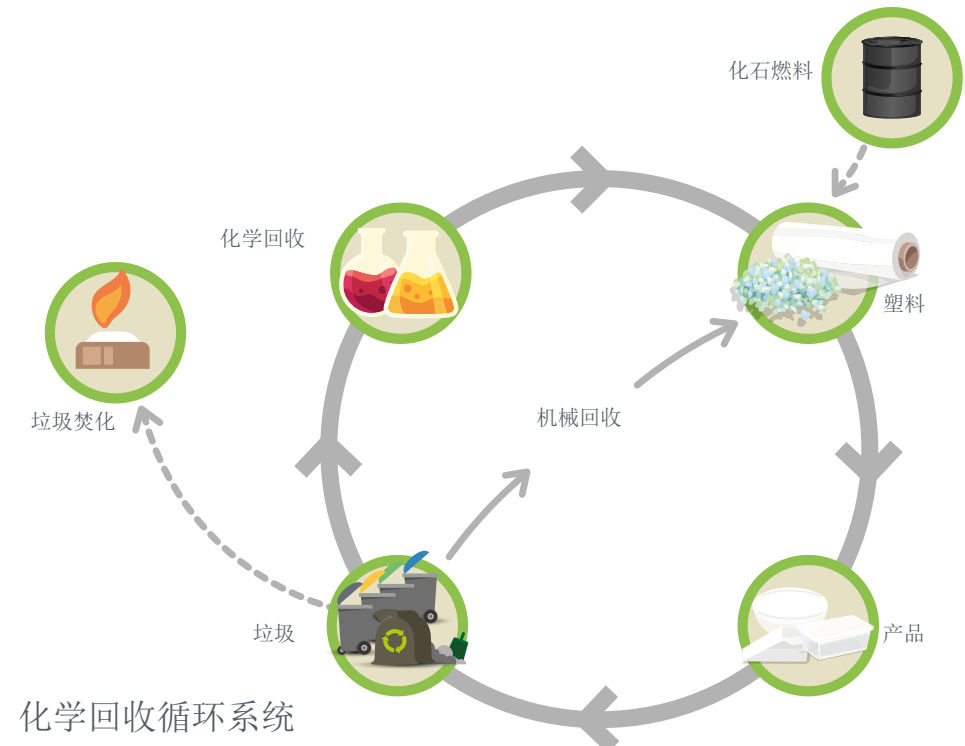 化石燃料
化学回收
塑料
垃圾焚化
机械回收
垃圾
产品
化学回收循环系统